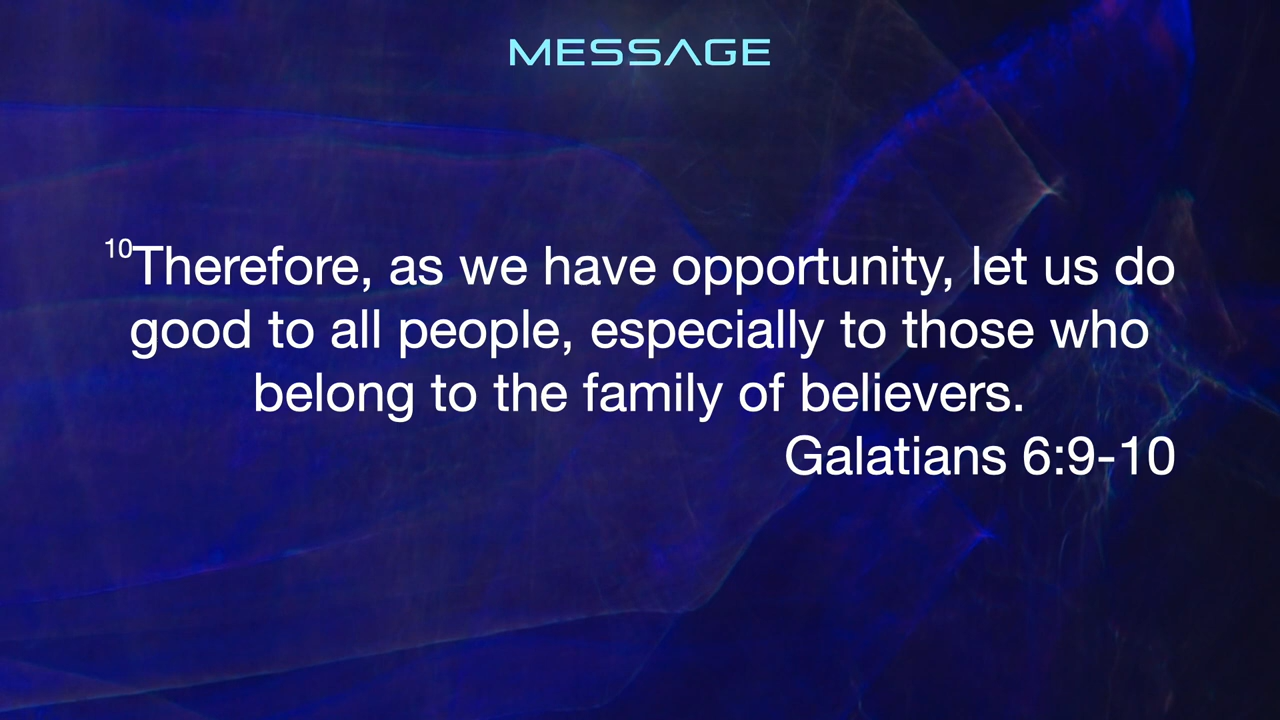 MESSAGE
10Therefore, as we have opportunity, let us do
good to all people, especially to those who
belong to the family of believers.
Galatians 6:9-10